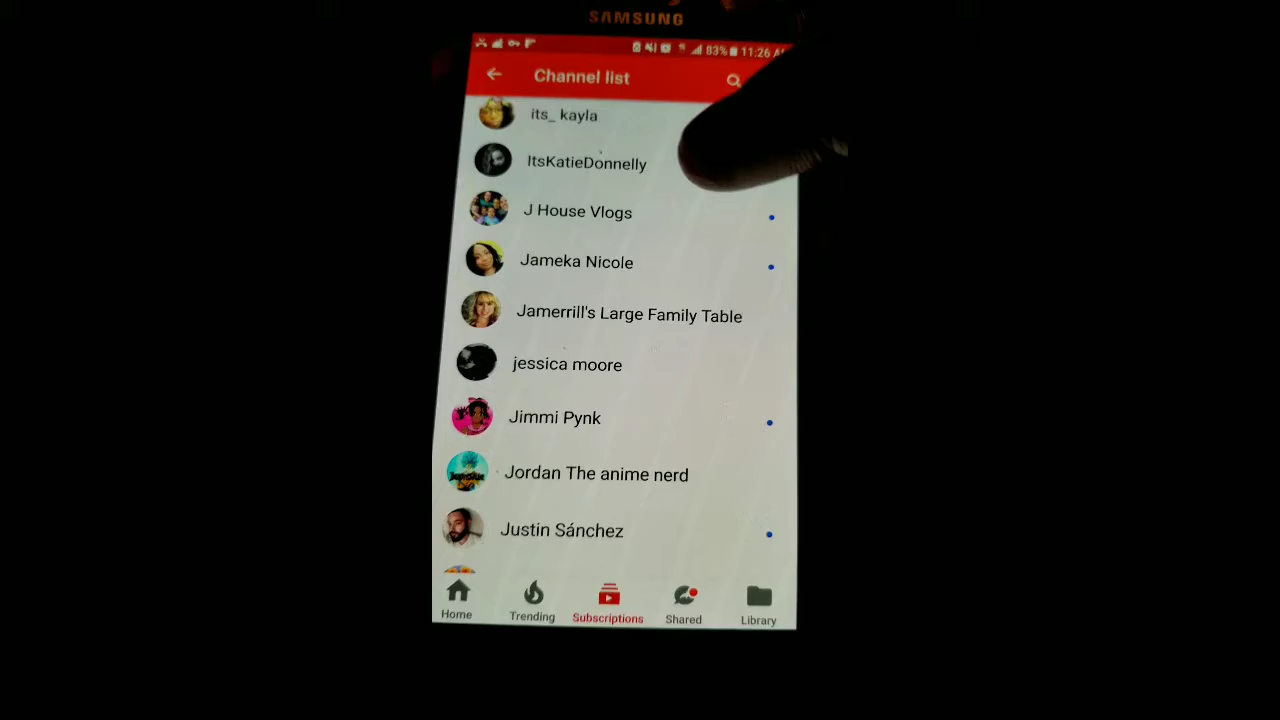 SAMSUNG
83% 11:26
Channel list
its_ kayla
ItsKatieDonnelly
J House Vlogs
Jameka Nicole
Jamerrill's Large Family Table
jessica moore
Jimmi Pynk
Jordan The anime nerd
Justin Sánchez
Home Trending Subscriptions Shared Library